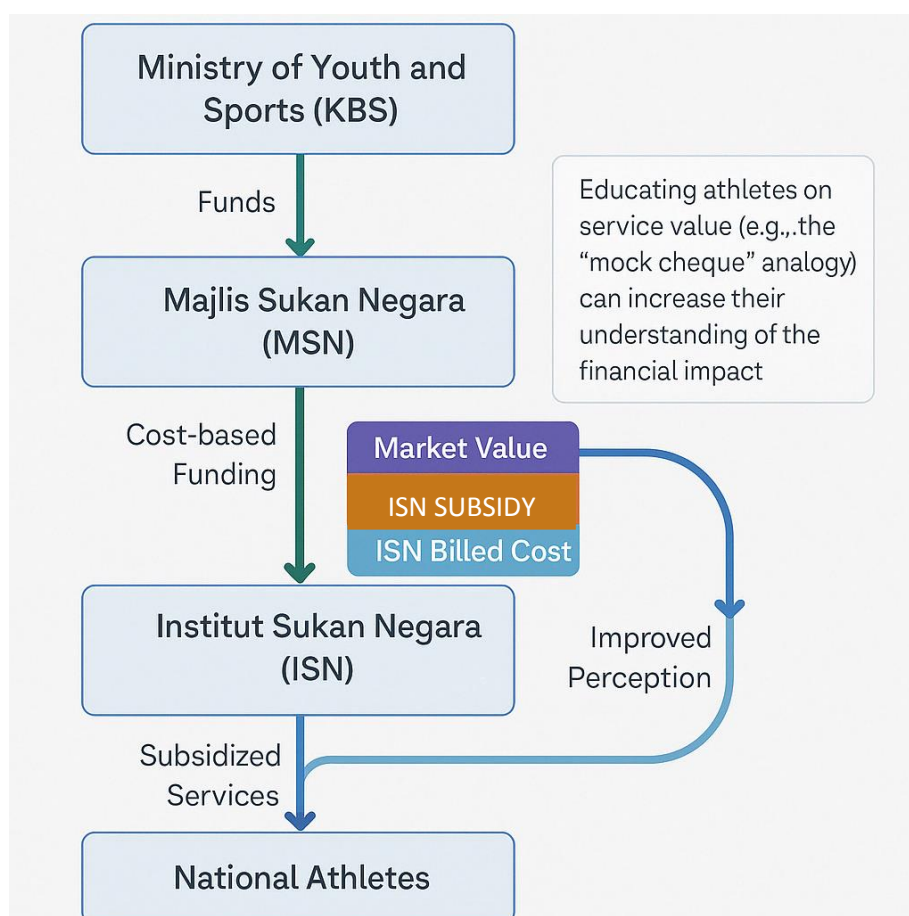 Ministry of Youth and
Sports (KBS)
Funds
Majlis Sukan Negara
(MSN)
Educating athletes on
service value (e.g.,.the
“mock cheque” analogy)
can increase their
understanding of the
financial impact
Cost-based
Funding
Market Value
ISN SUBSIDY
ISN Billed Cost
Institut Sukan Negara
(ISN)
Improved
Perception
Subsidized
Services
National Athletes